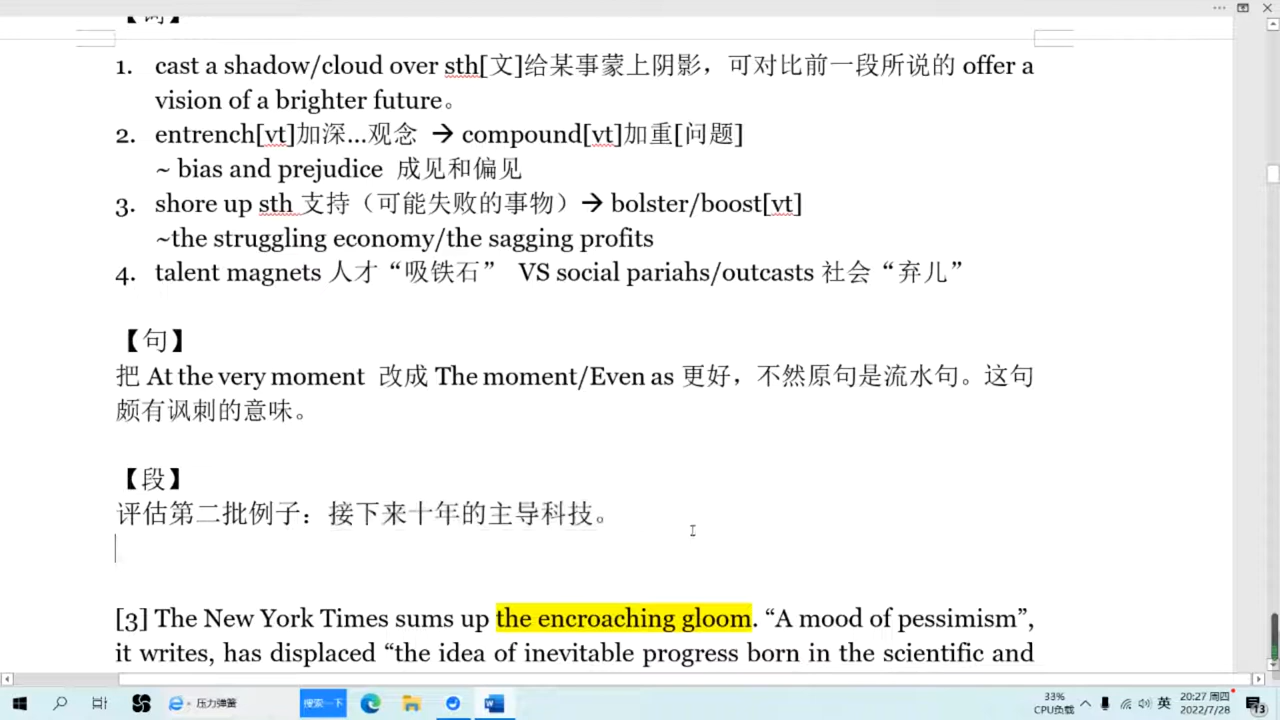 【词】
1. cast a shadow/cloud over sth[文]给某事蒙上阴影，可对比前一段所说的 offer a
vision of a brighter future。
2. entrench[vt]加深…观念 → compound[vt]加重[问题]
~ bias and prejudice 成见和偏见
3. shore up sth 支持（可能失败的事物）→ bolster/boost[vt]
~the struggling economy/the sagging profits
4. talent magnets 人才“吸铁石” VS social pariahs/outcasts 社会“弃儿”
【句】
把 At the very moment 改成 The moment/Even as 更好，不然原句是流水句。这句
颇有讽刺的意味。
【段】
评估第二批例子：接下来十年的主导科技。
[3] The New York Times sums up the encroaching gloom. “A mood of pessimism”,
it writes, has displaced “the idea of inevitable progress born in the scientific and
压力弹簧
搜索一下
33%
CPU负载
英
20:27 周四
2022/7/28
13